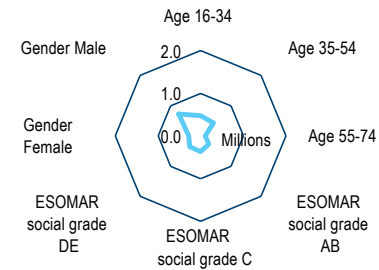 Age 16-34
Gender Male
2.0
Age 35-54
1.0
Gender
Female
0.0
Millions
Age 55-74
ESOMAR
social grade
DE
ESOMAR
social grade C
ESOMAR
social grade
AB